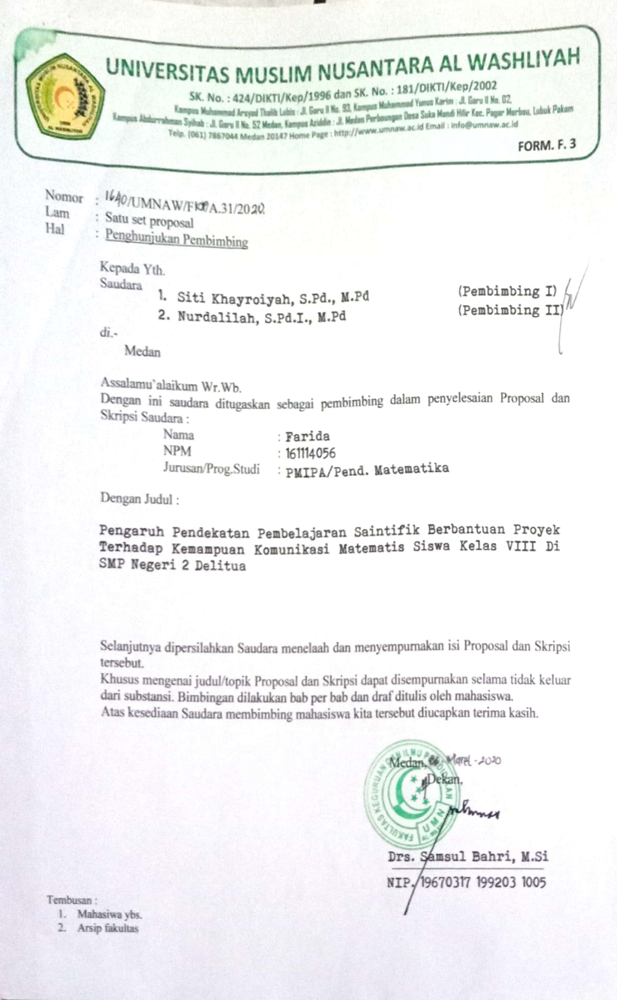 UNIVERSITAS MUSLIM NUSANTARA AL WASHLIYAH
SK. No. : 424/DIKTI/Kep/1996 dan SK. No. : 181/DIKTI/Kep/2002
Kampus Muhammad Arsyad Thalib Lubis : Jl. Garu II No. 93, Kampus Muhammad Yunus Karim : Jl. Garu II No. 02,
Kampus Abdurrahman Syihab : Jl. Garu II No. 52 Medan, Kampus Aziddin : Jl. Medan Perbaungan Desa Suka Mandi Hilir Kec. Pagar Merbau, Lubuk Pakam
Telp. (061) 7867044 Medan 20147 Home Page : http://www.umnaw.ac.id Email : info@umnaw.ac.id
FORM. F. 3
Nomor : 1640/UMNAW/ A.31/2020
Lam : Satu set proposal
Hal : Penghunjukan Pembimbing
Kepada Yth.
Saudara
1. Siti Khayroiyah, S.Pd., M.Pd (Pembimbing I)
2. Nurdalilah, S.Pd.I., M.Pd (Pembimbing II)
di.-
Medan
Assalamu'alaikum Wr.Wb.
Dengan ini saudara ditugaskan sebagai pembimbing dalam penyelesaian Proposal dan
Skripsi Saudara :
Nama : Farida
NPM : 161114056
Jurusan/Prog.Studi : PMIPA/Pend. Matematika
Dengan Judul :
Pengaruh Pendekatan Pembelajaran Saintifik Berbantuan Proyek
Terhadap Kemampuan Komunikasi Matematis Siswa Kelas VIII Di
SMP Negeri 2 Delitua
Selanjutnya dipersilahkan Saudara menelaah dan menyempurnakan isi Proposal dan Skripsi
tersebut.
Khusus mengenai judul/topik Proposal dan Skripsi dapat disempurnakan selama tidak keluar
dari substansi. Bimbingan dilakukan bab per bab dan draf ditulis oleh mahasiswa.
Atas kesediaan Saudara membimbing mahasiswa kita tersebut diucapkan terima kasih.
FAKULTAS KEGURUAN DAN ILMU PENDIDIKAN
UMN
Medan, Maret -2020
Dekan,
Drs. Samsul Bahri, M.Si
NIP. 19670317 199203 1005
Tembusan :
1. Mahasiwa ybs.
2. Arsip fakultas